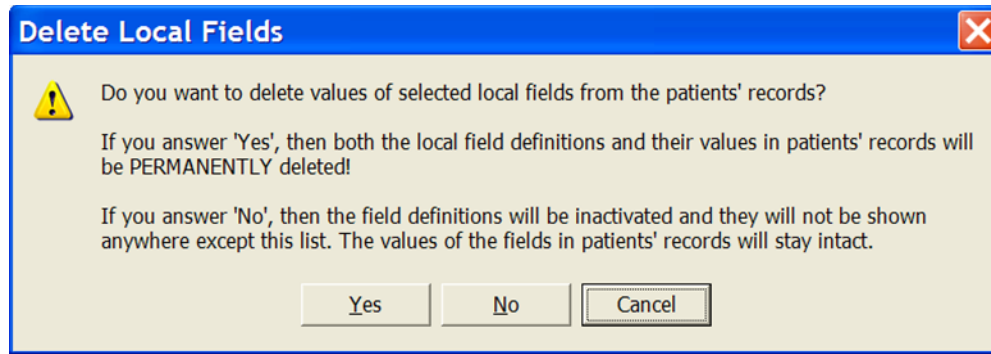 Delete Local Fields
Do you want to delete values of selected local fields from the patients' records?
If you answer 'Yes', then both the local field definitions and their values in patients' records will
be PERMANENTLY deleted!
If you answer 'No', then the field definitions will be inactivated and they will not be shown
anywhere except this list. The values of the fields in patients' records will stay intact.
Yes No Cancel